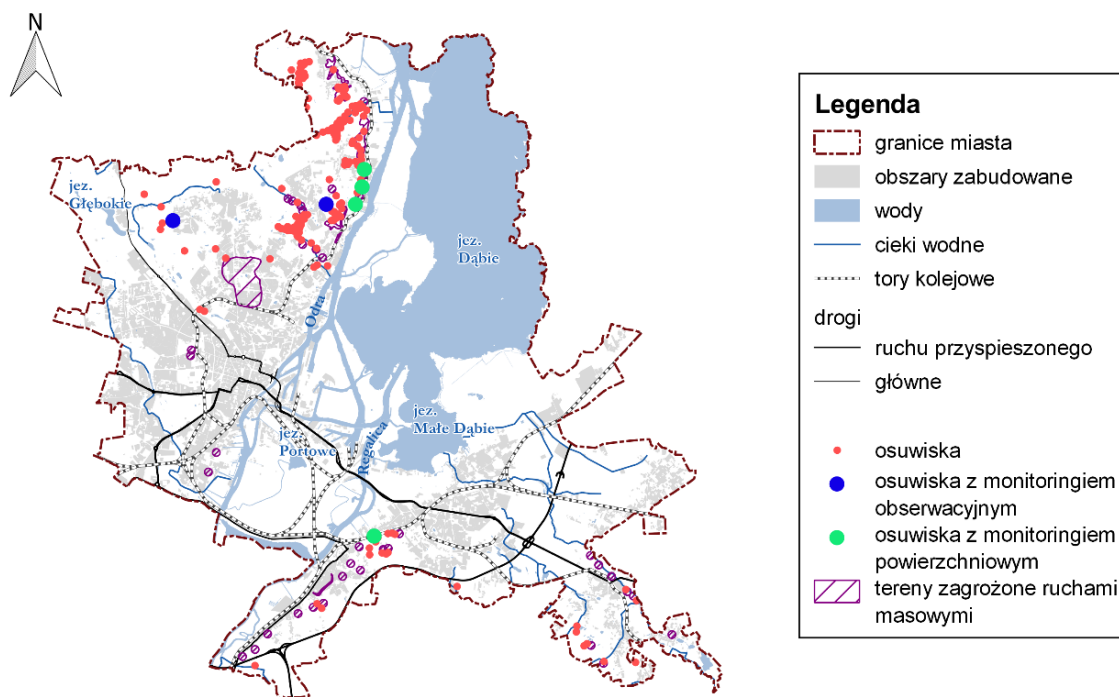 N
jez.
Głębokie
jez.
Dąbie
Odra
jez.
Małe Dąbie
jez.
Portowe
Regalica
Legenda
granice miasta
obszary zabudowane
wody
cieki wodne
tory kolejowe
drogi
ruchu przyspieszonego
główne
osuwiska
osuwiska z monitoringiem
obserwacyjnym
osuwiska z monitoringiem
powierzchniowym
tereny zagrożone ruchami
masowymi